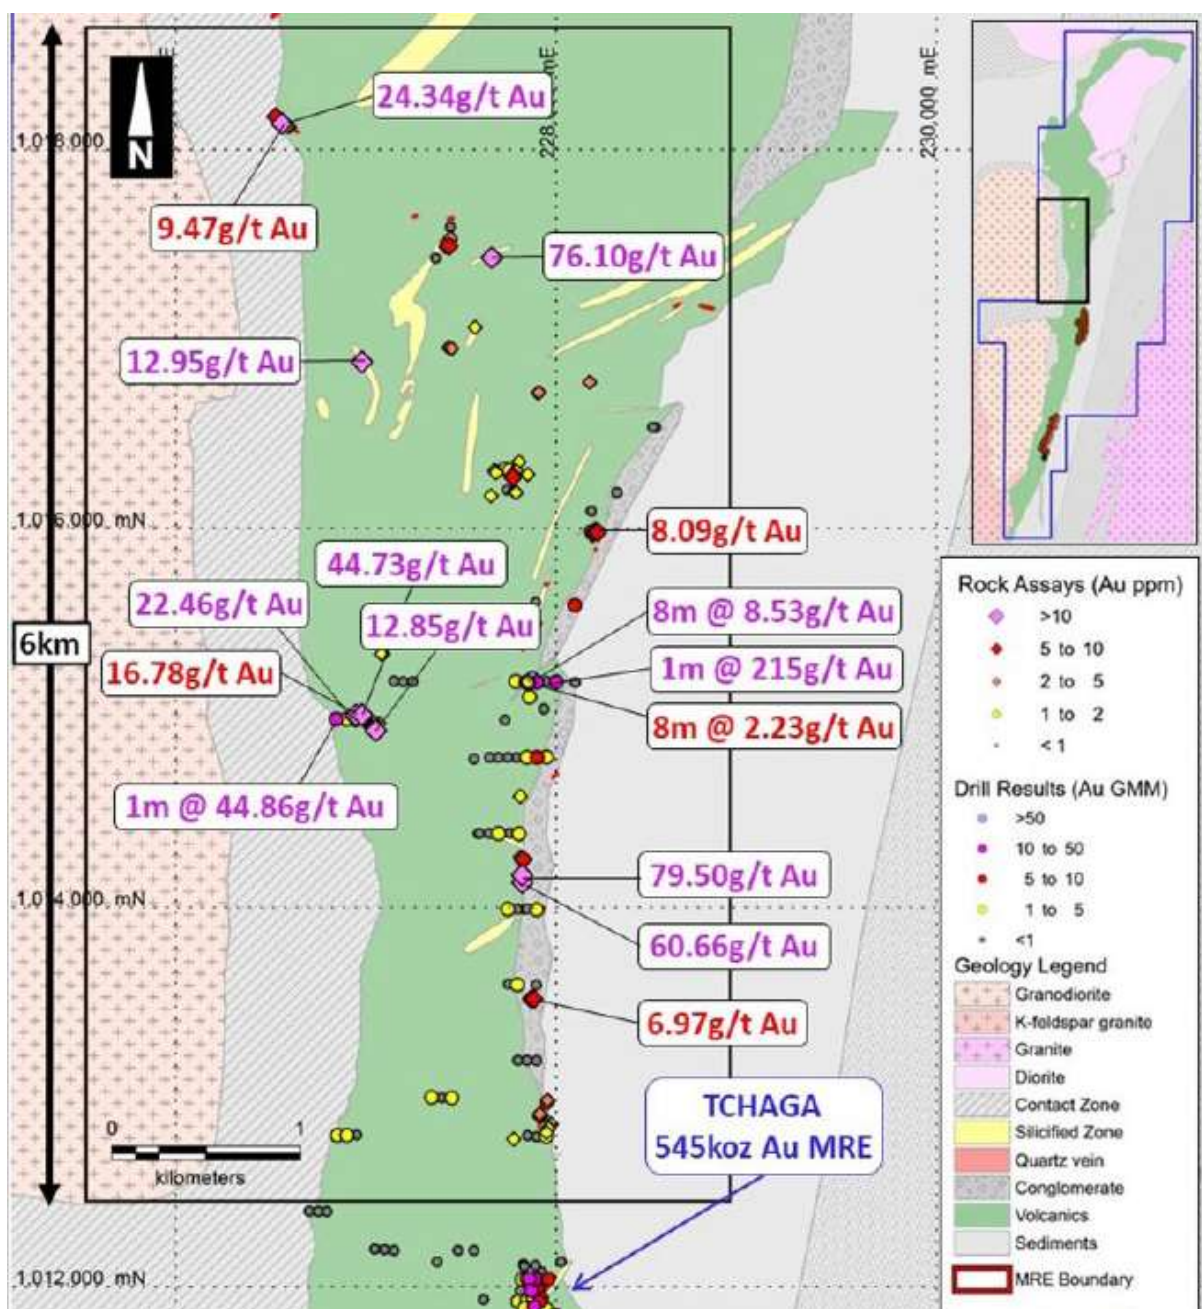 24.34g/t Au
N
1,018,000 mN
9.47g/t Au
230,000 mE
76.10g/t Au
12.95g/t Au
1,016,000 mN
8.09g/t Au
44.73g/t Au
22.46g/t Au
12.85g/t Au
8m @ 8.53g/t Au
6km
16.78g/t Au
1m @ 215g/t Au
8m @ 2.23g/t Au
1m @ 44.86g/t Au
79.50g/t Au
1,014,000 mN
60.66g/t Au
6.97g/t Au
TCHAGA
545koz Au MRE
0 1
kilometers
1,012,000 mN
Rock Assays (Au ppm)
>10
5 to 10
2 to 5
1 to 2
< 1
Drill Results (Au GMM)
>50
10 to 50
5 to 10
1 to 5
<1
Geology Legend
Granodiorite
K-feldspar granite
Granite
Diorite
Contact Zone
Silicified Zone
Quartz vein
Conglomerate
Volcanics
Sediments
MRE Boundary